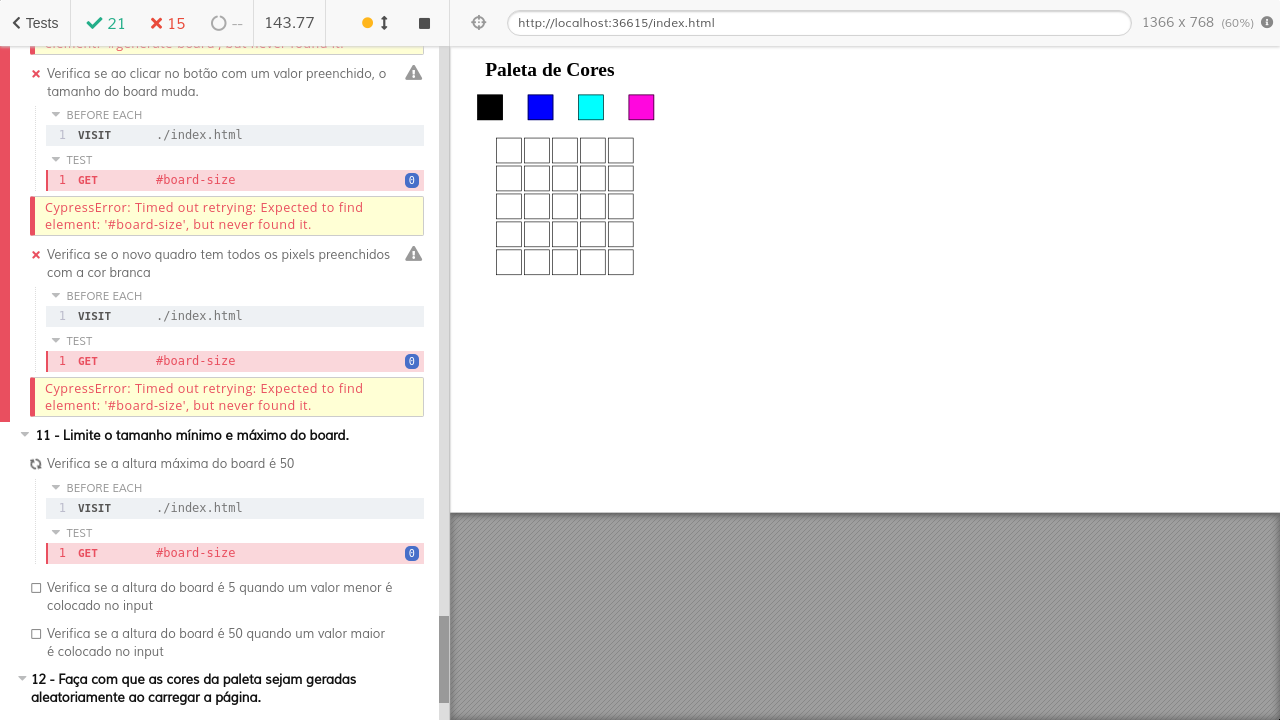 Tests 21 15 -- 143.77
http://localhost:36615/index.html 1366 x 768 (60%)
element: '#generate-board', but never found it.
Verifica se ao clicar no botão com um valor preenchido, o
tamanho do board muda.
BEFORE EACH
1 VISIT ./index.html
TEST
1 GET #board-size 0
CypressError: Timed out retrying: Expected to find
element: '#board-size', but never found it.
Verifica se o novo quadro tem todos os pixels preenchidos
com a cor branca
BEFORE EACH
1 VISIT ./index.html
TEST
1 GET #board-size 0
CypressError: Timed out retrying: Expected to find
element: '#board-size', but never found it.
11 - Limite o tamanho mínimo e máximo do board.
Verifica se a altura máxima do board é 50
BEFORE EACH
1 VISIT ./index.html
TEST
1 GET #board-size 0
Verifica se a altura do board é 5 quando um valor menor é
colocado no input
Verifica se a altura do board é 50 quando um valor maior
é colocado no input
12 - Faça com que as cores da paleta sejam geradas
aleatoriamente ao carregar a página.
Paleta de Cores